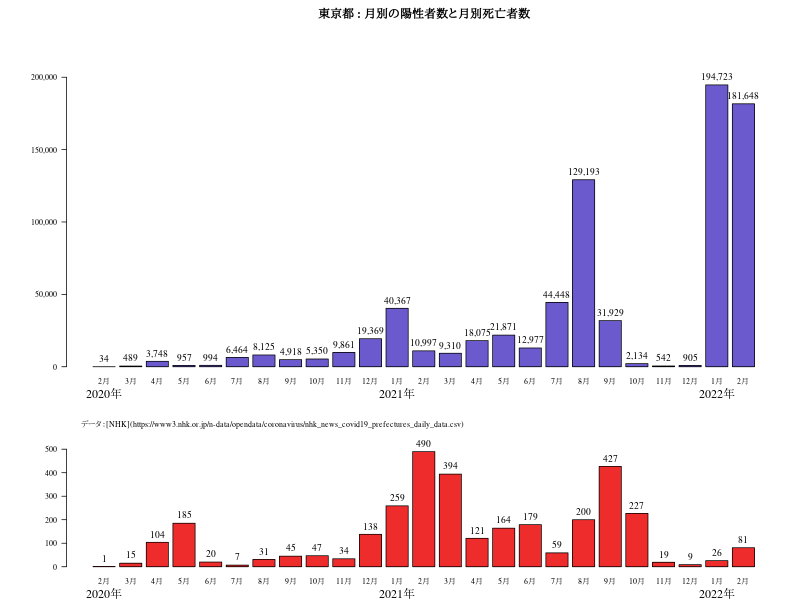 東京都 : 月別の陽性者数と月別死亡者数
200,000
150,000
100,000
50,000
0
34 489 3,748 957 994 6,464 8,125 4,918 5,350 9,861 19,369 40,367 10,997 9,310 18,075 21,871 12,977 44,448 129,193 31,929 2,134 542 905 194,723 181,648
2月 3月 4月 5月 6月 7月 8月 9月 10月 11月 12月 1月 2月 3月 4月 5月 6月 7月 8月 9月 10月 11月 12月 1月 2月
2020年 2021年 2022年
データ : [NHK](https://www3.nhk.or.jp/n-data/opendata/coronavirus/nhk_news_covid19_prefectures_daily_data.csv)
500
400
300
200
100
0
1 15 104 185 20 7 31 45 47 34 138 259 490 394 121 164 179 59 200 427 227 19 9 26 81
2月 3月 4月 5月 6月 7月 8月 9月 10月 11月 12月 1月 2月 3月 4月 5月 6月 7月 8月 9月 10月 11月 12月 1月 2月
2020年 2021年 2022年